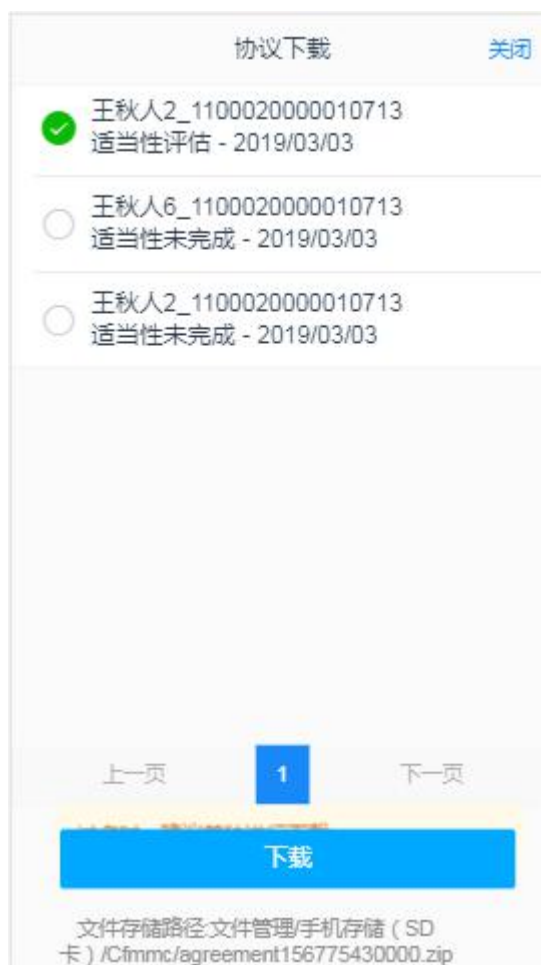 协议下载
关闭
王秋人2_1100020000010713
适当性评估 - 2019/03/03
王秋人6_1100020000010713
适当性未完成 - 2019/03/03
王秋人2_1100020000010713
适当性未完成 - 2019/03/03
上一页
1
下一页
下载
文件存储路径:文件管理/手机存储（SD
卡）/Cfmmc/agreement156775430000.zip